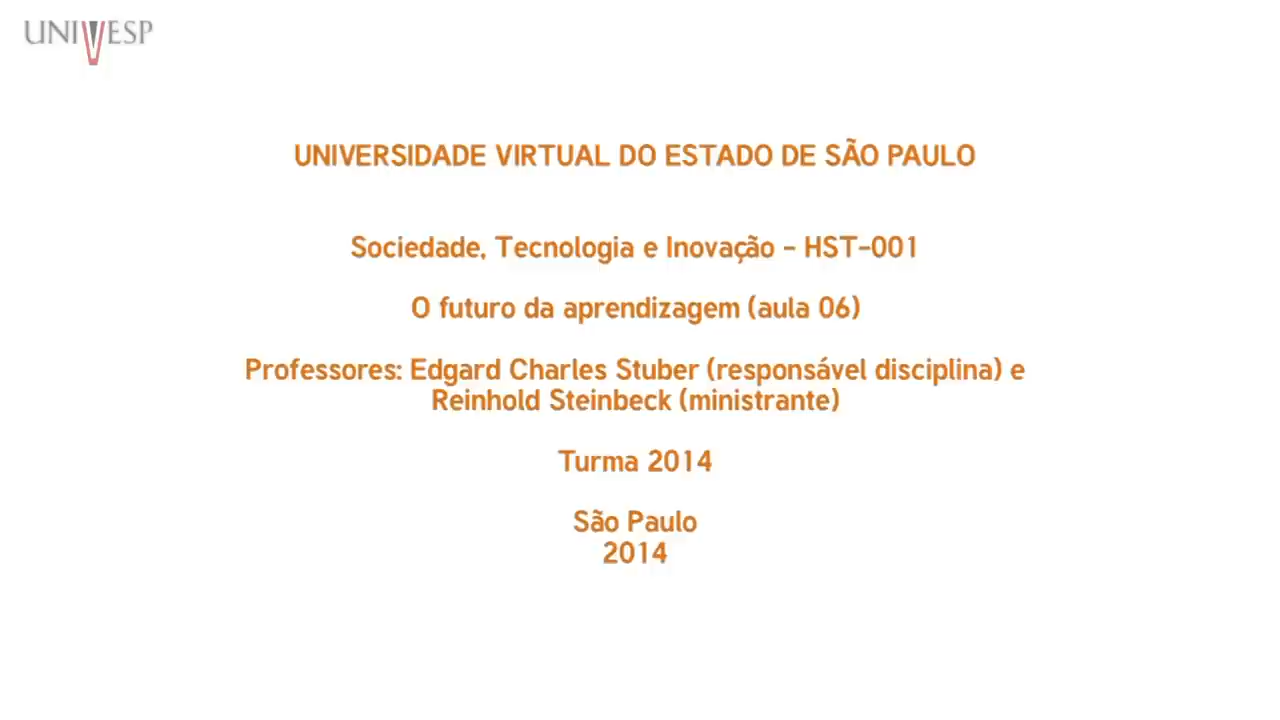 UNIVESP
UNIVERSIDADE VIRTUAL DO ESTADO DE SÃO PAULO
Sociedade, Tecnologia e Inovação - HST-001
O futuro da aprendizagem (aula 06)
Professores: Edgard Charles Stuber (responsável disciplina) e
Reinhold Steinbeck (ministrante)
Turma 2014
São Paulo
2014